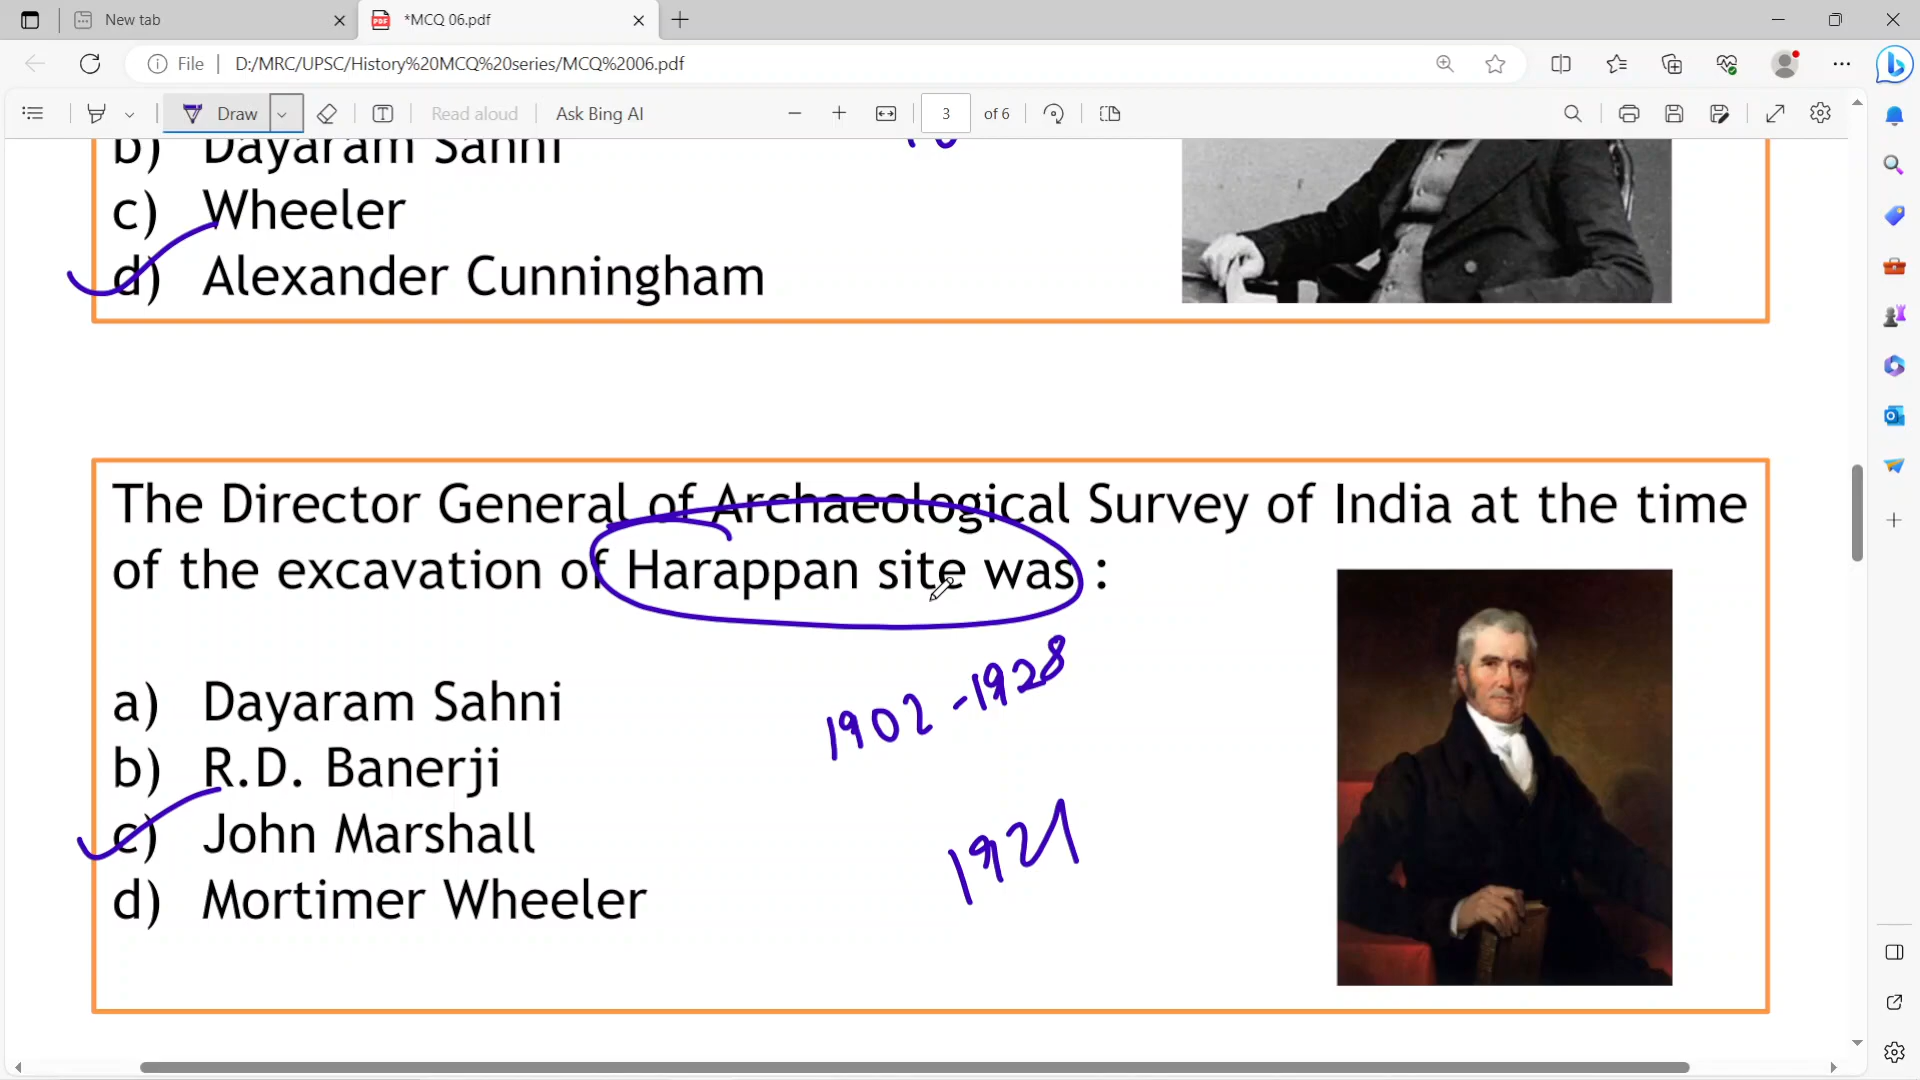 New tab
*MCQ 06.pdf
File
D:/MRC/UPSC/History%20MCQ%20series/MCQ%2006.pdf
Draw
Read aloud
Ask Bing AI
3
of 6
b) Dayaram Sahni
c) Wheeler
d) Alexander Cunningham
The Director General of Archaeological Survey of India at the time
of the excavation of Harappan site was :
a) Dayaram Sahni
b) R.D. Banerji
c) John Marshall
d) Mortimer Wheeler
1902-1928
1921